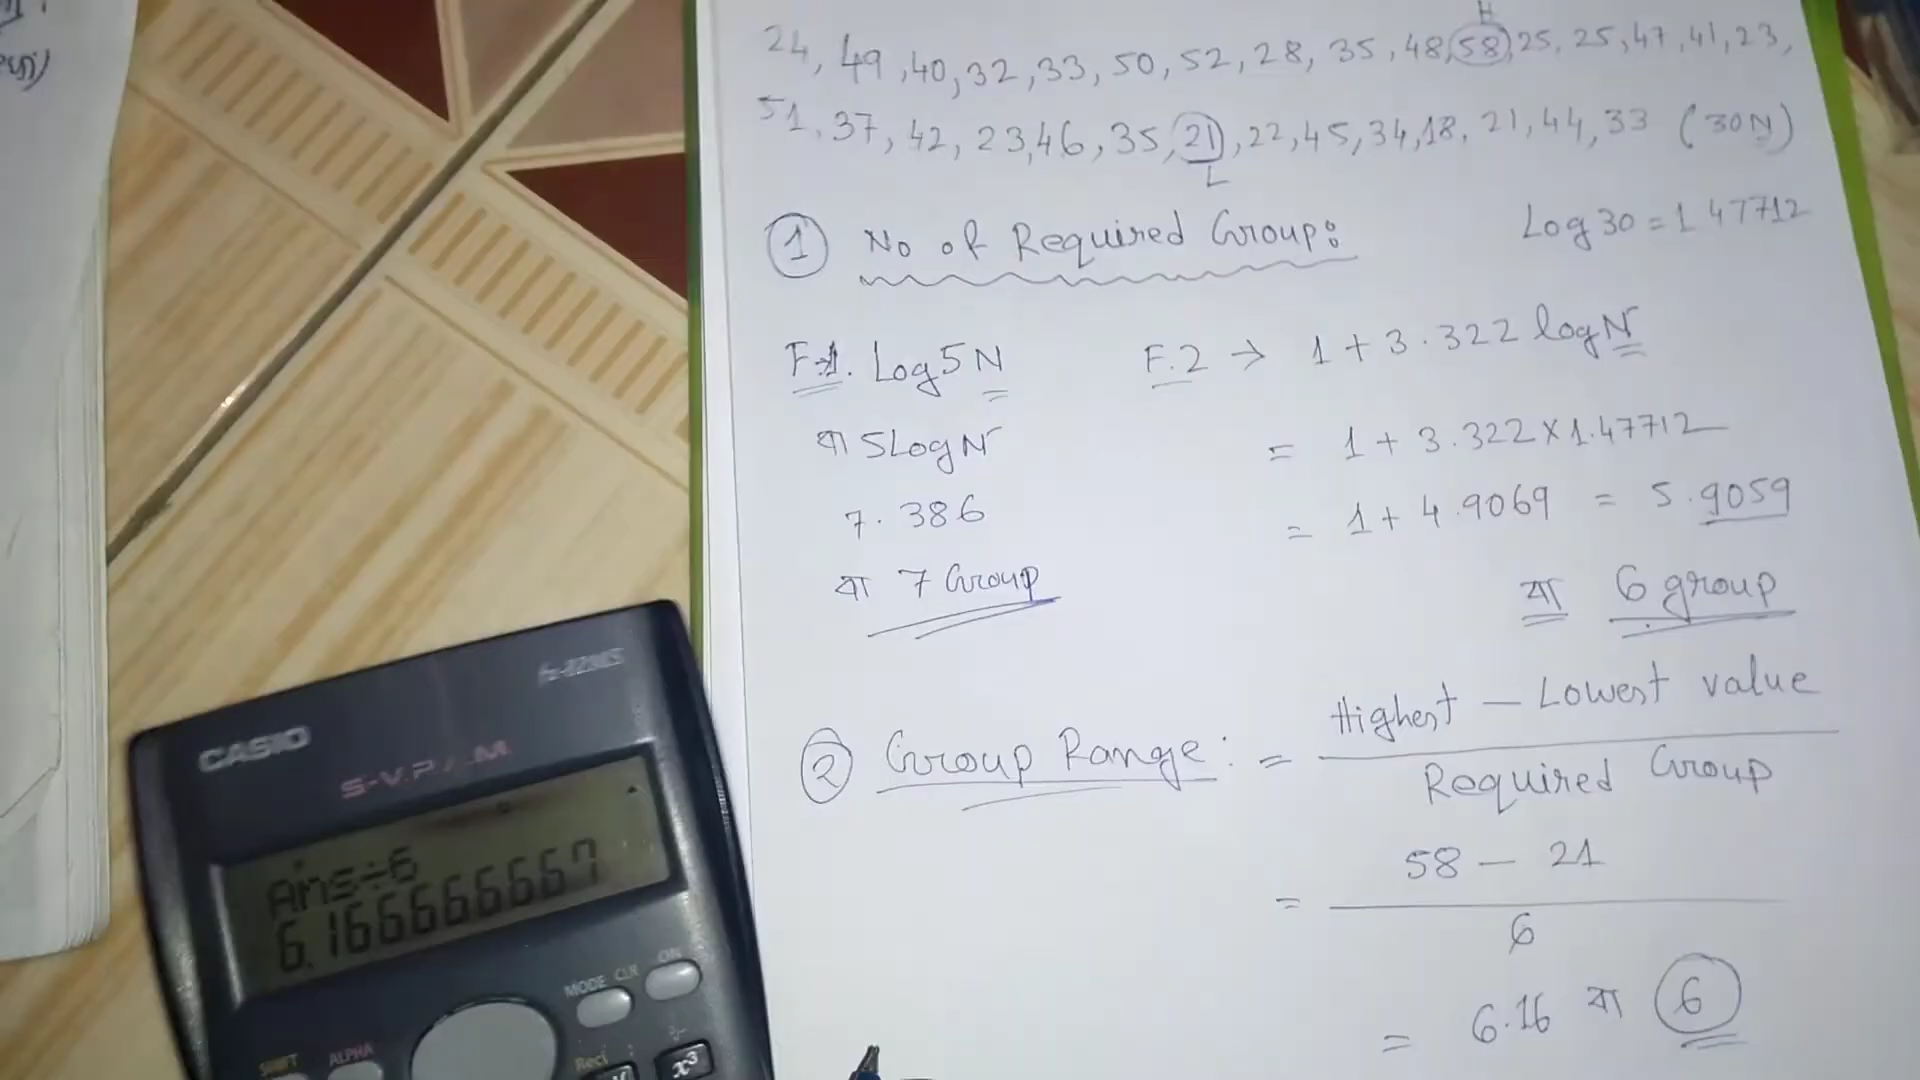 H
24, 49, 40, 32, 33, 50, 52, 28, 35, 48, 58, 25, 25, 47, 41, 23,
51, 37, 42, 23, 46, 35, 21, 22, 45, 34, 18, 21, 44, 33 (30N)
L
① No of Required Group:
Log 30 = 1.47712
F-1. Log5N
বা 5LogN
7.386
বা 7 Group
F.2 → 1 + 3.322 logN
= 1 + 3.322 x 1.47712
= 1 + 4.9069 = 5.9059
বা 6 group
② Group Range: = Highest - Lowest value
Required Group
= 58 - 21
6
= 6.16 বা 6
CASIO
fx-82MS
S-V.P.A.M.
Ans÷6
6.166666667
MODE CLR ON
SHIFT ALPHA
x³